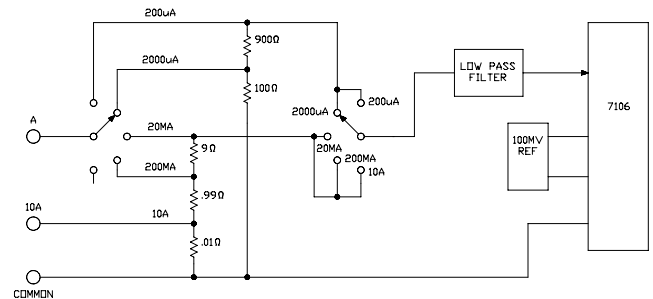 200uA
900Ω
2000uA
100Ω
LOW PASS
FILTER
200uA
2000uA
7106
A
20MA
20MA
9Ω
100MV
REF
200MA
200MA
10A
.99Ω
10A
10A
.01Ω
COMMON